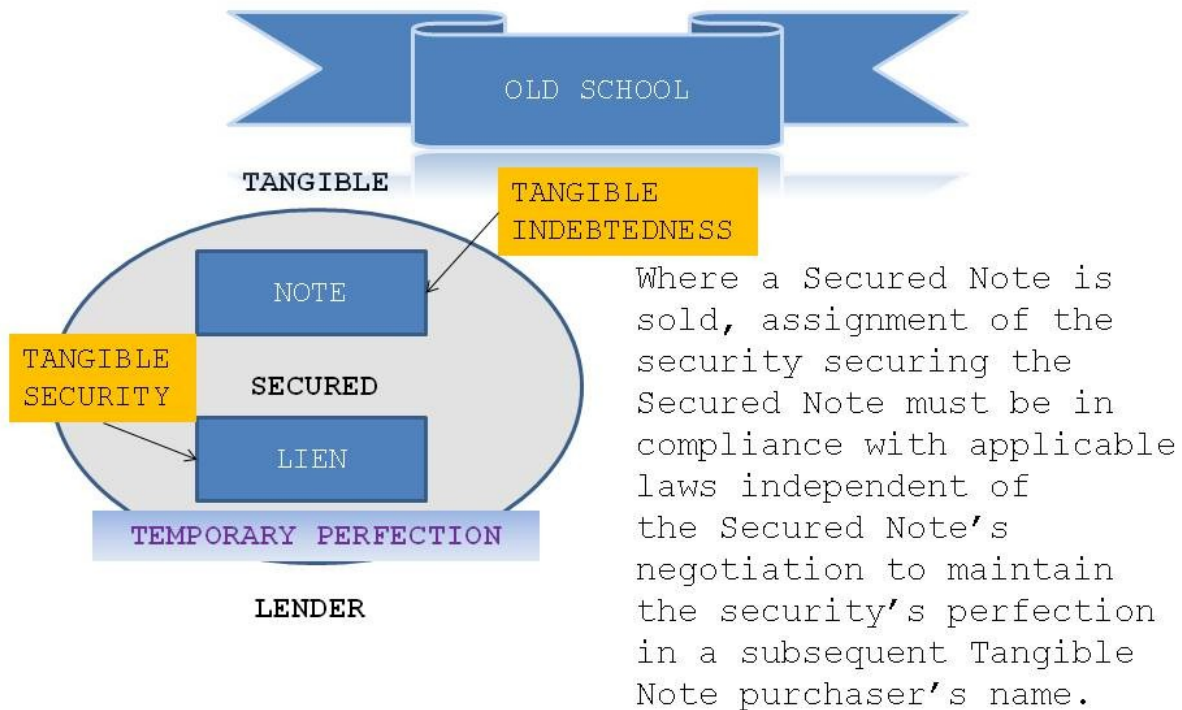 OLD SCHOOL
TANGIBLE
TANGIBLE
INDEBTEDNESS
NOTE
TANGIBLE
SECURITY
SECURED
LIEN
TEMPORARY PERFECTION
LENDER
Where a Secured Note is
sold, assignment of the
security securing the
Secured Note must be in
compliance with applicable
laws independent of
the Secured Note’s
negotiation to maintain
the security’s perfection
in a subsequent Tangible
Note purchaser’s name.